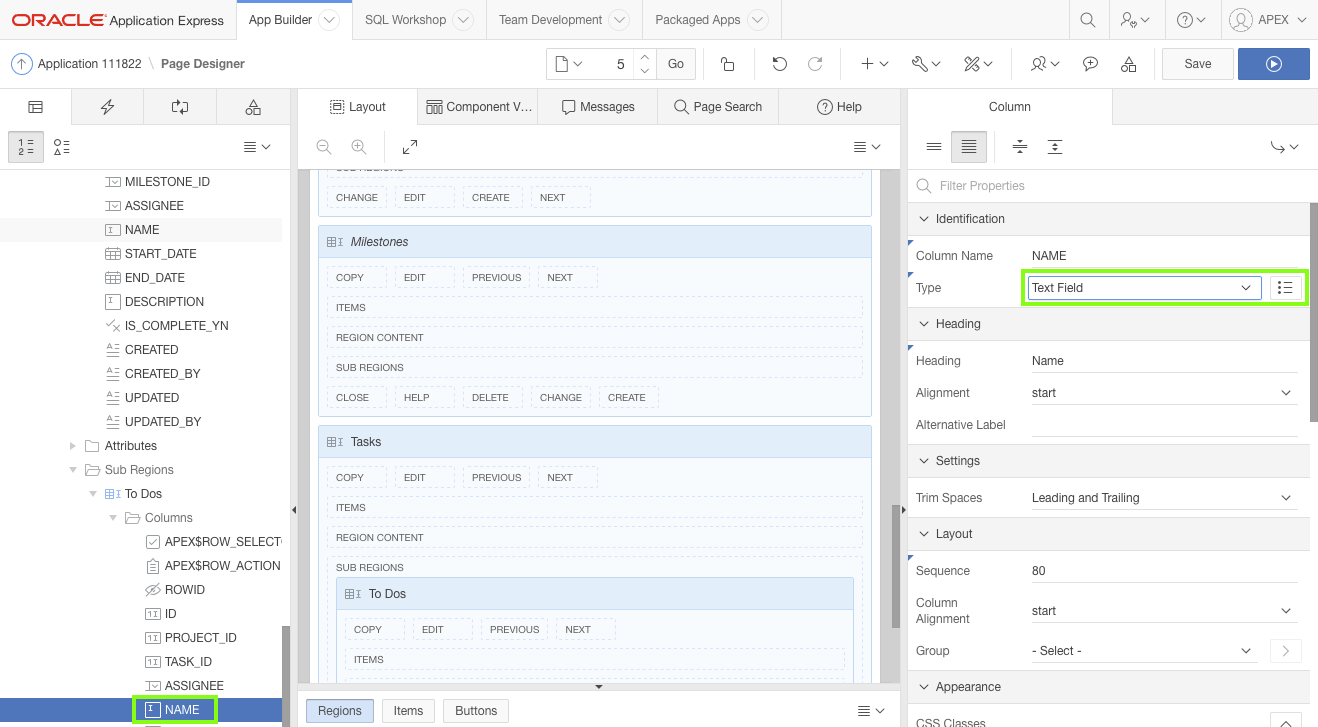 ORACLE Application Express App Builder SQL Workshop Team Development Packaged Apps APEX
Application 111822 \ Page Designer 5 Go Save
Layout Component V... Messages Page Search Help
Column
MILESTONE_ID
ASSIGNEE
NAME
START_DATE
END_DATE
DESCRIPTION
IS_COMPLETE_YN
CREATED
CREATED_BY
UPDATED
UPDATED_BY
Attributes
Sub Regions
To Dos
Columns
APEX$ROW_SELECTO
APEX$ROW_ACTION
ROWID
ID
PROJECT_ID
TASK_ID
ASSIGNEE
NAME
SUB REGIONS
CHANGE EDIT CREATE NEXT
Milestones
COPY EDIT PREVIOUS NEXT
ITEMS
REGION CONTENT
SUB REGIONS
CLOSE HELP DELETE CHANGE CREATE
Tasks
COPY EDIT PREVIOUS NEXT
ITEMS
REGION CONTENT
SUB REGIONS
To Dos
COPY EDIT PREVIOUS NEXT
ITEMS
Regions Items Buttons
Filter Properties
Identification
Column Name NAME
Type Text Field
Heading
Heading Name
Alignment start
Alternative Label
Settings
Trim Spaces Leading and Trailing
Layout
Sequence 80
Column
Alignment start
Group - Select -
Appearance
CSS Classes